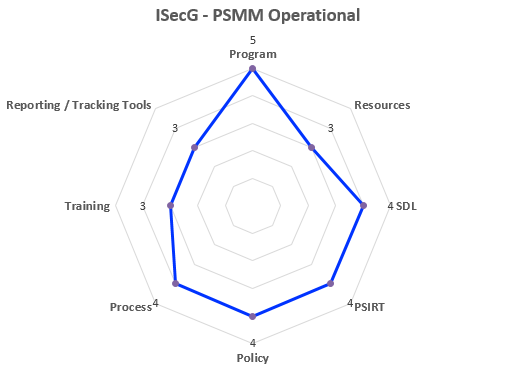 ISecG - PSMM Operational
5
Program
Reporting / Tracking Tools
Resources
3
3
Training
3
4 SDL
Process
4
4
PSIRT
4
Policy